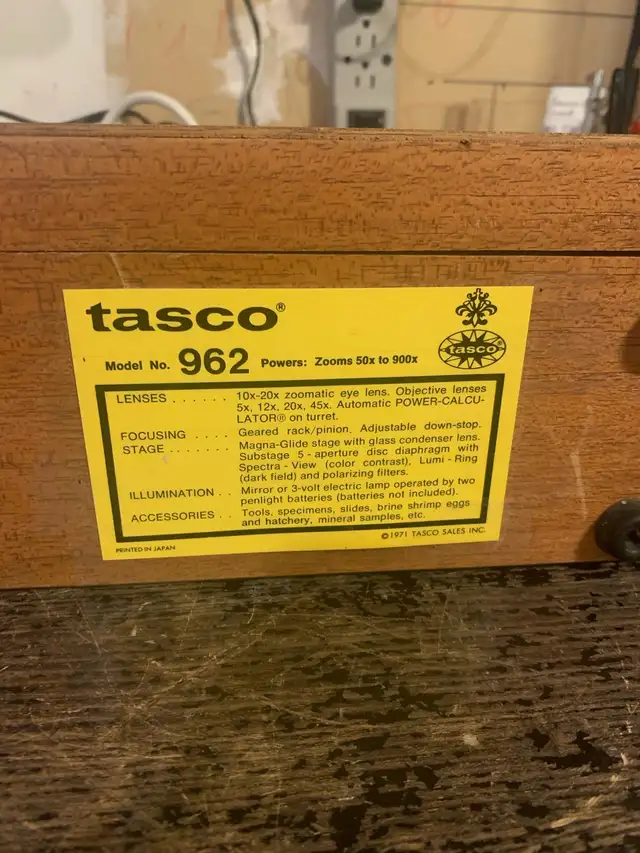 tasco®
Model No. 962 Powers: Zooms 50x to 900x
tasco®
LENSES . . . . . . 10x-20x zoomatic eye lens. Objective lenses
5x, 12x, 20x, 45x. Automatic POWER-CALCU-
LATOR® on turret.
FOCUSING . . . . Geared rack/pinion. Adjustable down-stop.
STAGE . . . . . . . Magna-Glide stage with glass condenser lens.
Substage 5-aperture disc diaphragm with
Spectra-View (color contrast), Lumi-Ring
(dark field) and polarizing filters.
ILLUMINATION . . Mirror or 3-volt electric lamp operated by two
penlight batteries (batteries not included).
ACCESSORIES . . Tools, specimens, slides, brine shrimp eggs
and hatchery, mineral samples, etc.
PRINTED IN JAPAN
©1971 TASCO SALES INC.